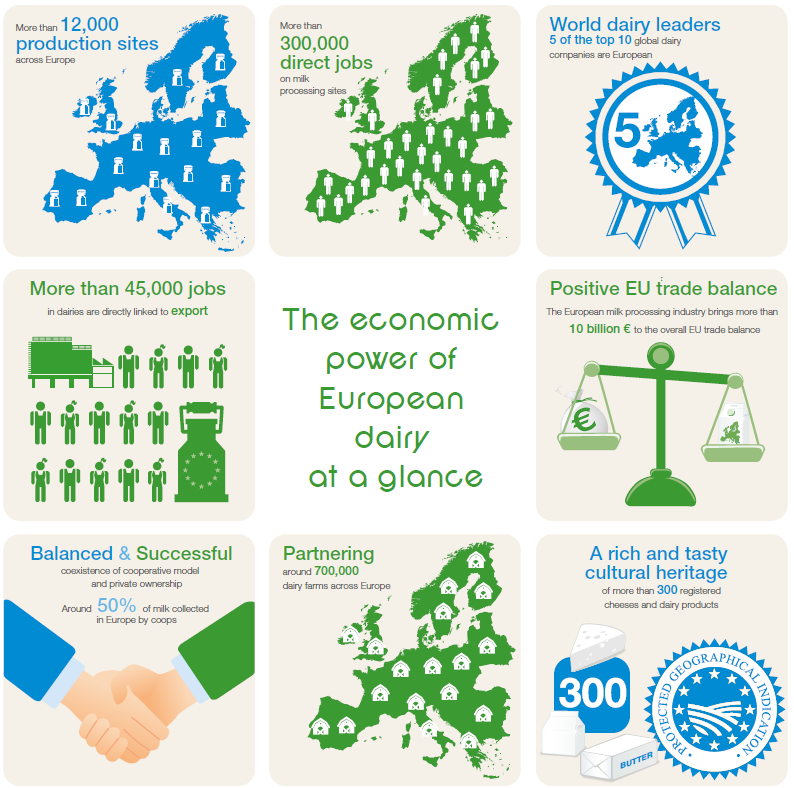 More than 12,000
production sites
across Europe
More than
300,000
direct jobs
on milk
processing sites
World dairy leaders
5 of the top 10 global dairy
companies are European
5
More than 45,000 jobs
in dairies are directly linked to export
The economic
power of
European
dairy
at a glance
Positive EU trade balance
The European milk processing industry brings more than
10 billion € to the overall EU trade balance
€
Balanced & Successful
coexistence of cooperative model
and private ownership
Around 50% of milk collected
in Europe by coops
Partnering
around 700,000
dairy farms across Europe
A rich and tasty
cultural heritage
of more than 300 registered
cheeses and dairy products
300
BUTTER
PROTECTED GEOGRAPHICAL INDICATION